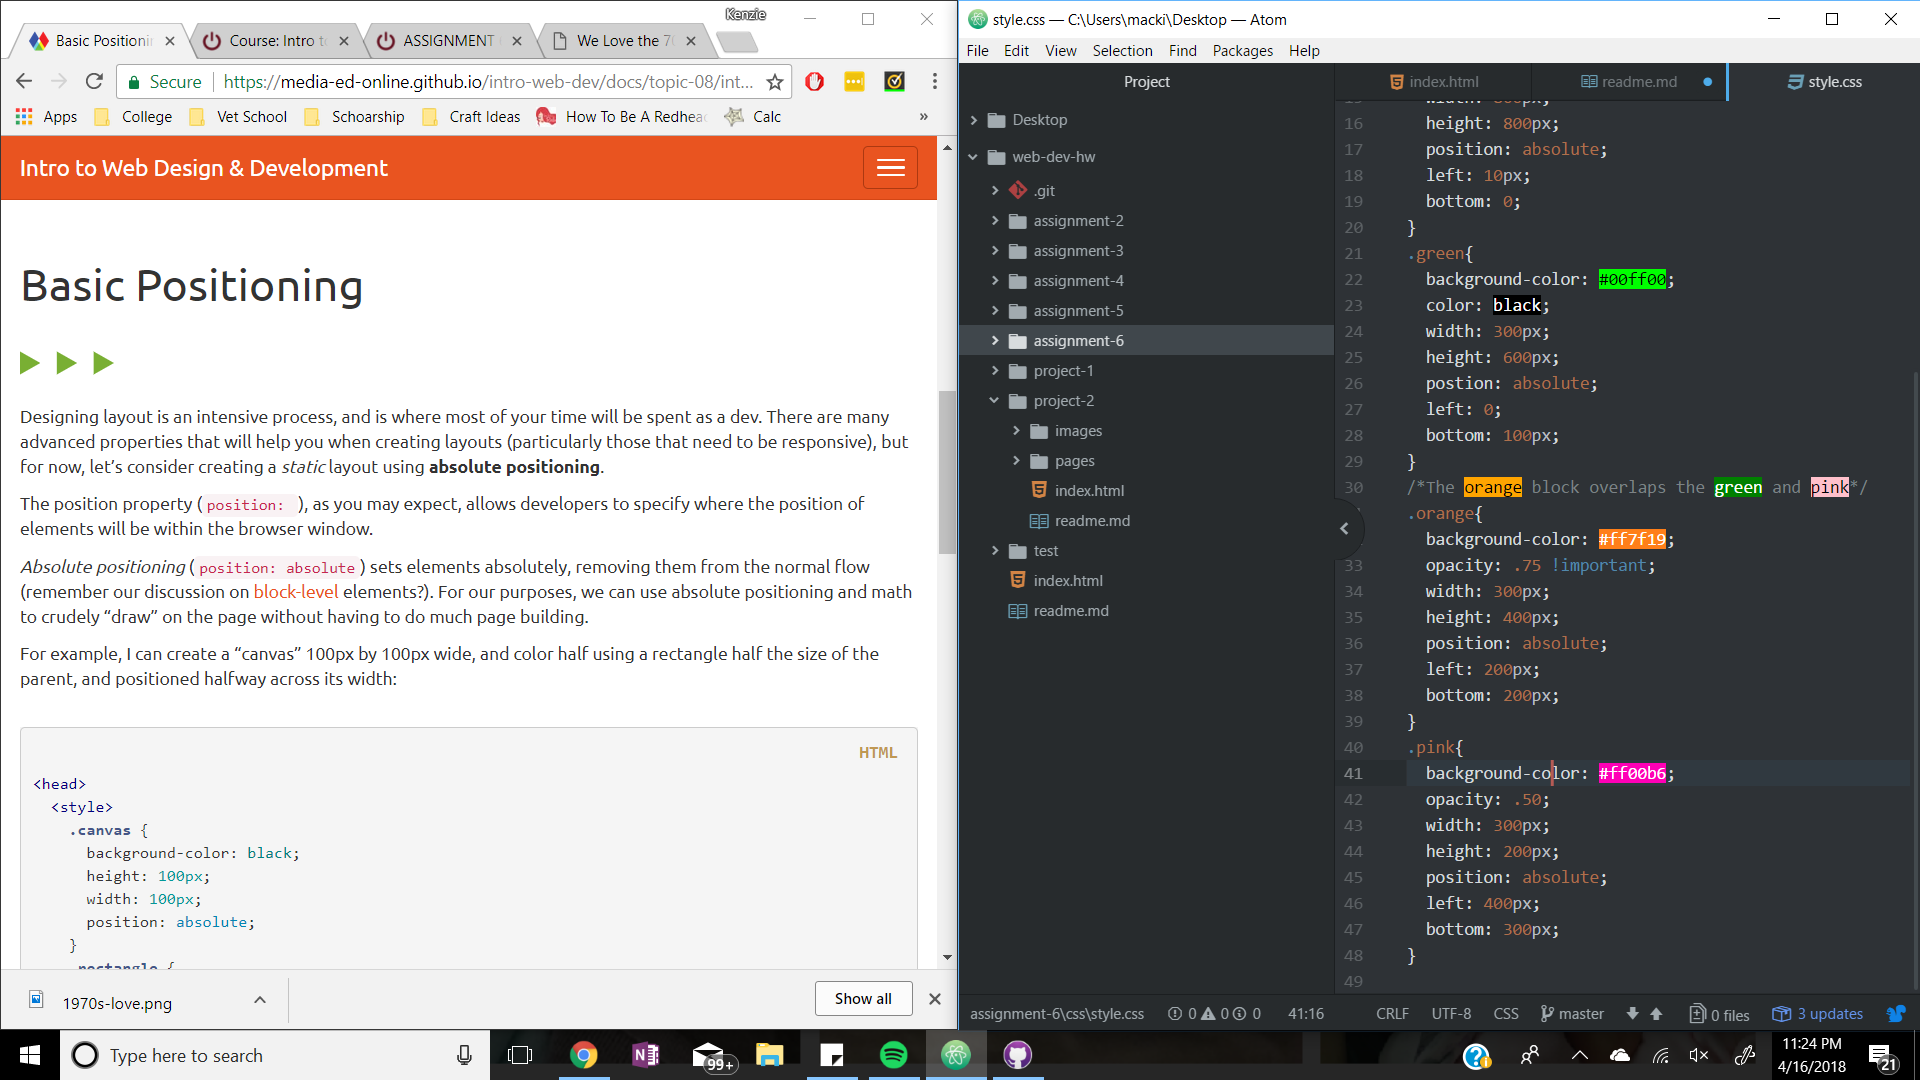 Kenzie
Basic Positionin
Course: Intro t
ASSIGNMENT
We Love the 7
Secure
https://media-ed-online.github.io/intro-web-dev/docs/topic-08/int...
Apps
College
Vet School
Schoarship
Craft Ideas
How To Be A Redhea
Calc
»
Intro to Web Design & Development
Basic Positioning
Designing layout is an intensive process, and is where most of your time will be spent as a dev. There are many
advanced properties that will help you when creating layouts (particularly those that need to be responsive), but
for now, let’s consider creating a static layout using absolute positioning.
The position property ( position: ), as you may expect, allows developers to specify where the position of
elements will be within the browser window.
Absolute positioning ( position: absolute ) sets elements absolutely, removing them from the normal flow
(remember our discussion on block-level elements?). For our purposes, we can use absolute positioning and math
to crudely “draw” on the page without having to do much page building.
For example, I can create a “canvas” 100px by 100px wide, and color half using a rectangle half the size of the
parent, and positioned halfway across its width:
HTML
<head>
<style>
.canvas {
background-color: black;
height: 100px;
width: 100px;
position: absolute;
}
.rectangle {
1970s-love.png
Show all
style.css — C:\Users\macki\Desktop — Atom
File Edit View Selection Find Packages Help
Project
Desktop
web-dev-hw
.git
assignment-2
assignment-3
assignment-4
assignment-5
assignment-6
project-1
project-2
images
pages
index.html
readme.md
test
index.html
readme.md
index.html
readme.md
style.css
16 height: 800px;
17 position: absolute;
18 left: 10px;
19 bottom: 0;
20 }
21 .green{
22 background-color: #00ff00;
23 color: black;
24 width: 300px;
25 height: 600px;
26 postion: absolute;
27 left: 0;
28 bottom: 100px;
29 }
30 /*The orange block overlaps the green and pink*/
.orange{
background-color: #ff7f19;
33 opacity: .75 !important;
34 width: 300px;
35 height: 400px;
36 position: absolute;
37 left: 200px;
38 bottom: 200px;
39 }
40 .pink{
41 background-color: #ff00b6;
42 opacity: .50;
43 width: 300px;
44 height: 200px;
45 position: absolute;
46 left: 400px;
47 bottom: 300px;
48 }
49
assignment-6\css\style.css 0 0 0 41:16 CRLF UTF-8 CSS master 0 files 3 updates
Type here to search
99+
11:24 PM
4/16/2018
21